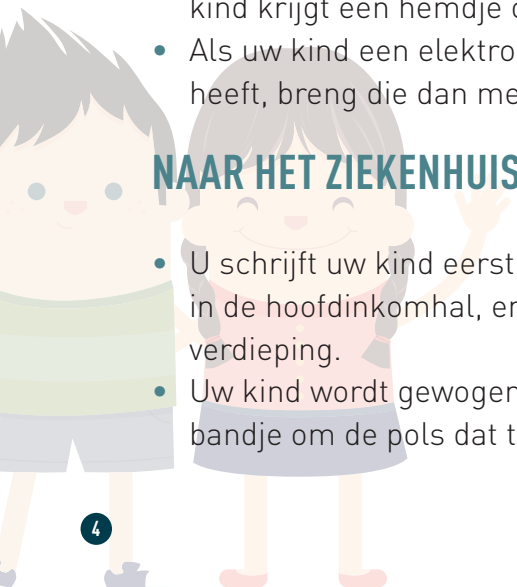 kind krijgt een hemdje
• Als uw kind een elektro
heeft, breng die dan me
NAAR HET ZIEKENHUIS
• U schrijft uw kind eerst
in de hoofdinkomhal, en
verdieping.
• Uw kind wordt gewogen
bandje om de pols dat t
4